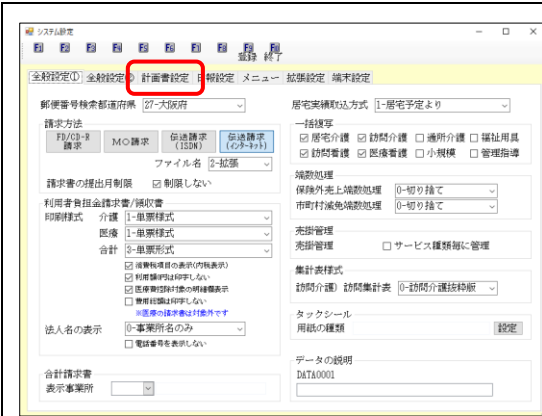 システム設定
F1 F2 F3 F4 F5 F6 F7 F8 F9 F10
登録 終了
全般設定① 全般設定② 計画書設定 日報設定 メニュー 拡張設定 端末設定
郵便番号検索都道府県 27-大阪府
居宅実績取込方式 1-居宅予定より
請求方法
FD/CD-R
請求
MO請求
伝送請求
(ISDN)
伝送請求
(インターネット)
ファイル名 2-拡張
請求書の提出月制限 制限しない
一括複写
居宅介護 訪問介護 通所介護 福祉用具
訪問看護 医療看護 小規模 管理指導
端数処理
保険外売上端数処理 0-切り捨て
市町村減免端数処理 0-切り捨て
利用者負担金請求書/領収書
印刷様式 介護 1-単票様式
医療 1-単票様式
合計 3-単票形式
消費税項目の表示(内税表示)
利用額0円は印字しない
医療費控除対象の明細欄表示
費用総額は印字しない
※医療の請求書は対象外です
法人名の表示 0-事業所名のみ
電話番号を表示しない
売掛管理
売掛管理 サービス種類毎に管理
集計表様式
訪問介護) 訪問集計表 0-訪問介護抜粋版
タックシール
用紙の種類 設定
合計請求書
表示事業所
データの説明
DATA0001